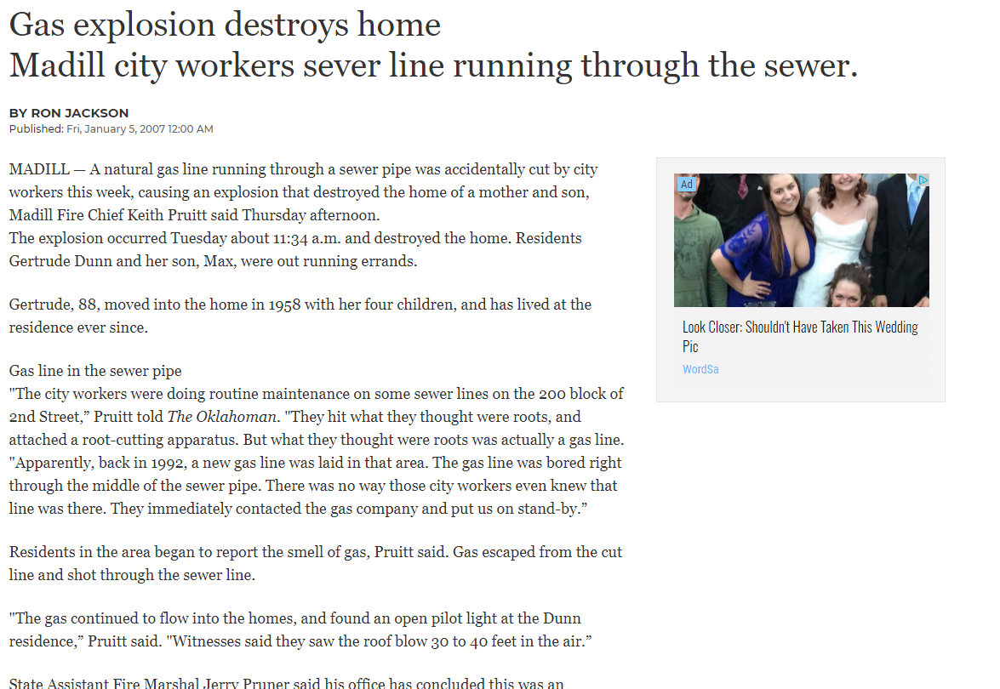 Gas explosion destroys home
Madill city workers sever line running through the sewer.
BY RON JACKSON
Published: Fri, January 5, 2007 12:00 AM
MADILL — A natural gas line running through a sewer pipe was accidentally cut by city
workers this week, causing an explosion that destroyed the home of a mother and son,
Madill Fire Chief Keith Pruitt said Thursday afternoon.
The explosion occurred Tuesday about 11:34 a.m. and destroyed the home. Residents
Gertrude Dunn and her son, Max, were out running errands.
Gertrude, 88, moved into the home in 1958 with her four children, and has lived at the
residence ever since.
Gas line in the sewer pipe
"The city workers were doing routine maintenance on some sewer lines on the 200 block of
2nd Street,” Pruitt told The Oklahoman. "They hit what they thought were roots, and
attached a root-cutting apparatus. But what they thought were roots was actually a gas line.
"Apparently, back in 1992, a new gas line was laid in that area. The gas line was bored right
through the middle of the sewer pipe. There was no way those city workers even knew that
line was there. They immediately contacted the gas company and put us on stand-by.”
Residents in the area began to report the smell of gas, Pruitt said. Gas escaped from the cut
line and shot through the sewer line.
"The gas continued to flow into the homes, and found an open pilot light at the Dunn
residence,” Pruitt said. "Witnesses said they saw the roof blow 30 to 40 feet in the air.”
State Assistant Fire Marshal Jerry Pruner said his office has concluded this was an
Ad
Look Closer: Shouldn't Have Taken This Wedding
Pic
WordSa